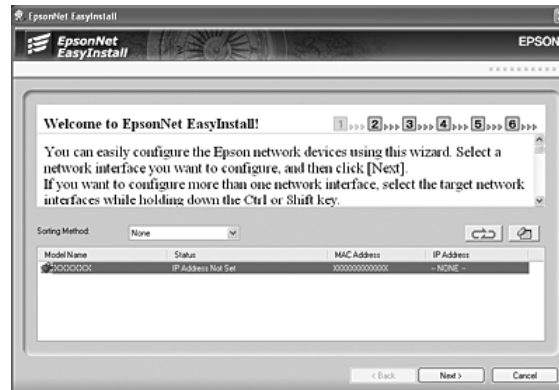 EpsonNet EasyInstall
EpsonNet
EasyInstall
EPSON
Welcome to EpsonNet EasyInstall!
1 2 3 4 5 6
You can easily configure the Epson network devices using this wizard. Select a
network interface you want to configure, and then click [Next].
If you want to configure more than one network interface, select the target network
interfaces while holding down the Ctrl or Shift key.
Sorting Method: None
Model Name Status MAC Address IP Address
IP Address Not Set -- NONE --
< Back Next > Cancel